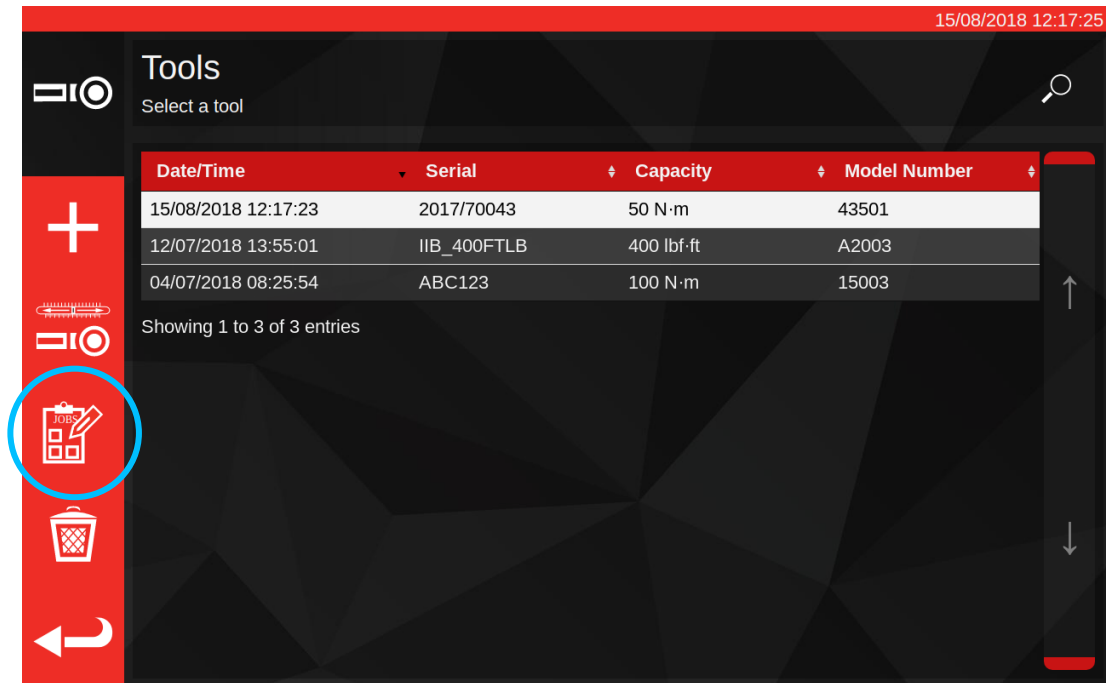 15/08/2018 12:17:25
Tools
Select a tool
Date/Time Serial Capacity Model Number
15/08/2018 12:17:23 2017/70043 50 N·m 43501
12/07/2018 13:55:01 IIB_400FTLB 400 lbf·ft A2003
04/07/2018 08:25:54 ABC123 100 N·m 15003
Showing 1 to 3 of 3 entries
JOBS